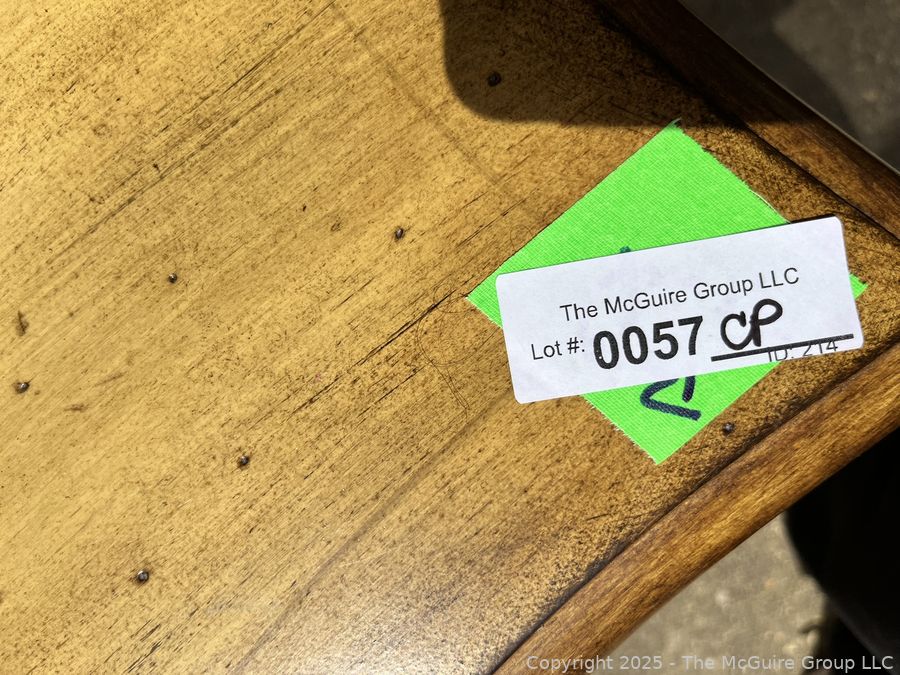 The McGuire Group LLC
Lot #: 0057 CP
ID: 214
Copyright 2025 - The McGuire Group LLC